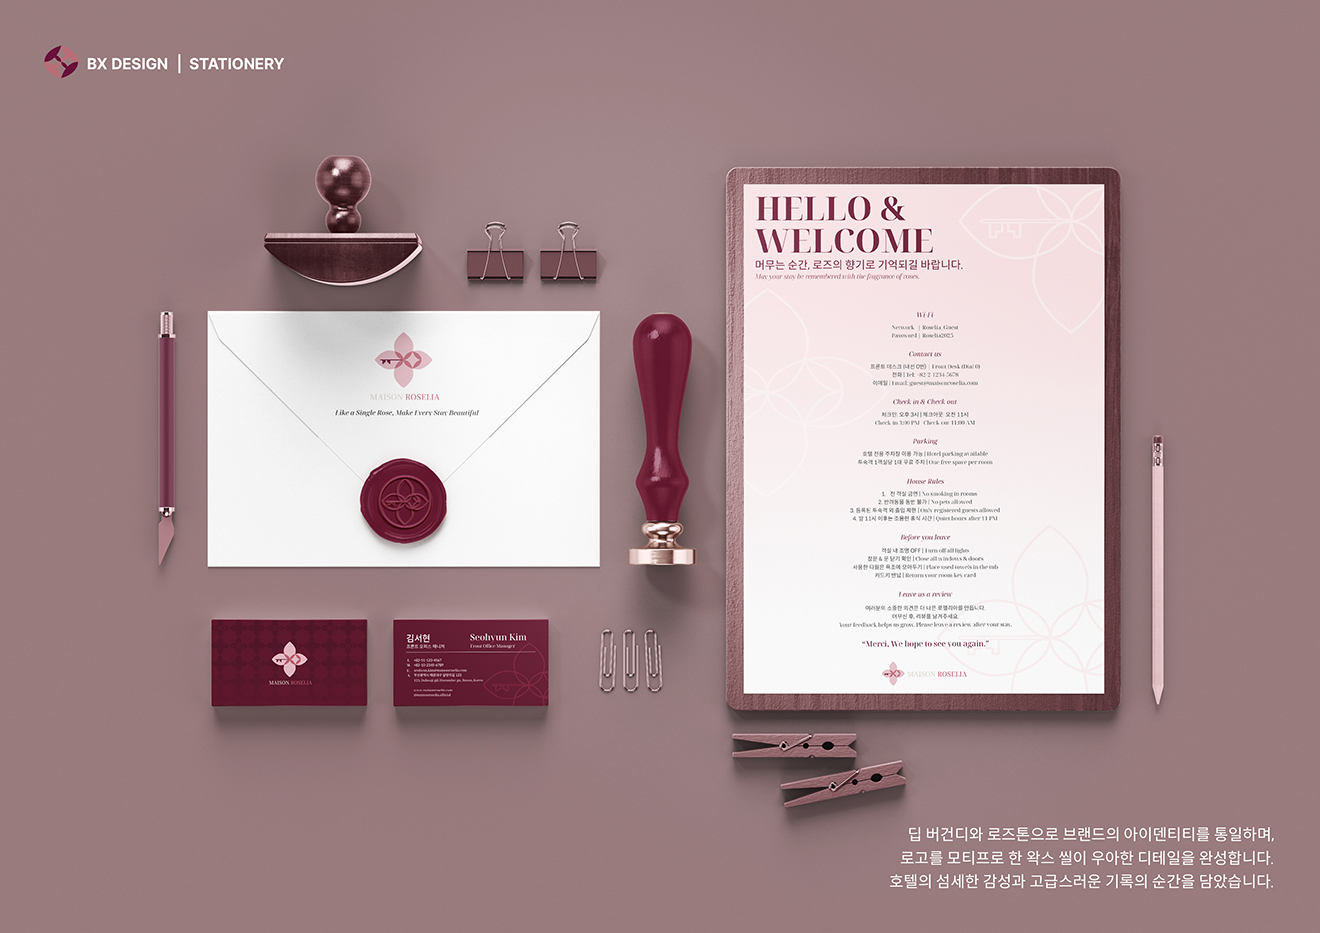 BX DESIGN | STATIONERY
MAISON ROSELIA
Like a Single Rose, Make Every Stay Beautiful
MAISON ROSELIA
김서현
프론트 오피스 매니저
Seohyun Kim
Front Office Manager
HELLO &
WELCOME
머무는 순간, 로즈의 향기로 기억되길 바랍니다.
May your stay be remembered with the fragrance of roses.
Wi-Fi
Network | Roselia_Guest
Password | Roselia2025
Contact us
프론트 데스크 (내선 0번) | Front Desk (Dial 0)
전화 | Tel: +82-2-1234-5678
이메일 | Email: guest@maisonroselia.com
Check in & Check out
체크인: 오후 3시 | 체크아웃: 오전 11시
Check in 3:00 PM Check out 11:00 AM
Parking
호텔 전용 주차장 이용 가능 | Hotel parking available
투숙객 1객실당 1대 무료 주차 | One free space per room
House Rules
1. 전 객실 금연 | No smoking in rooms
2. 반려동물 동반 불가 | No pets allowed
3. 등록된 투숙객 외 출입 제한 | Only registered guests allowed
4. 밤 11시 이후는 조용한 휴식 시간 | Quiet hours after 11 PM
Before you leave
객실 내 조명 OFF | Turn off all lights
창문 & 문 닫기 확인 | Close all windows & doors
사용한 타월은 욕조에 모아두기 | Place used towels in the tub
카드키 반납 | Return your room key card
Leave us a review
여러분의 소중한 의견은 더 나은 로젤리아를 만듭니다.
머무신 후, 리뷰를 남겨주세요.
Your feedback helps us grow. Please leave a review after your stay.
“Merci, We hope to see you again.”
MAISON ROSELIA
딥 버건디와 로즈톤으로 브랜드의 아이덴티티를 통일하며,
로고를 모티프로 한 왁스 씰이 우아한 디테일을 완성합니다.
호텔의 섬세한 감성과 고급스러운 기록의 순간을 담았습니다.